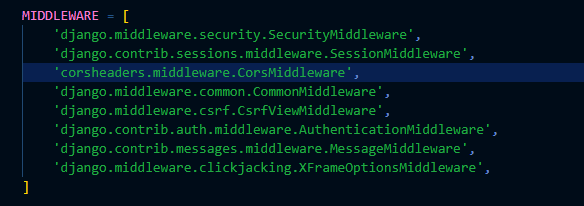 MIDDLEWARE = [
    'django.middleware.security.SecurityMiddleware',
    'django.contrib.sessions.middleware.SessionMiddleware',
    'corsheaders.middleware.CorsMiddleware',
    'django.middleware.common.CommonMiddleware',
    'django.middleware.csrf.CsrfViewMiddleware',
    'django.contrib.auth.middleware.AuthenticationMiddleware',
    'django.contrib.messages.middleware.MessageMiddleware',
    'django.middleware.clickjacking.XFrameOptionsMiddleware',
]